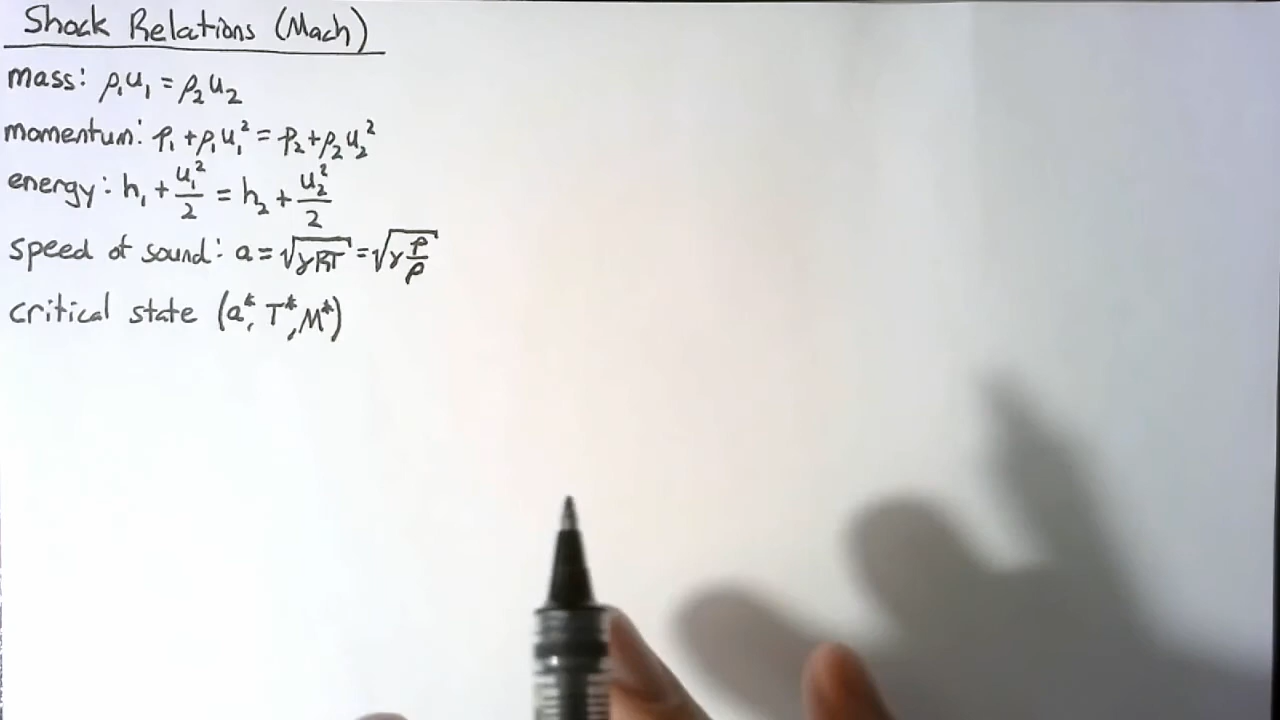 Shock Relations (Mach)
mass: ρ₁u₁ = ρ₂u₂
momentum: p₁ + ρ₁u₁² = p₂ + ρ₂u₂²
energy: h₁ + u₁²/2 = h₂ + u₂²/2
speed of sound: a = √(γRT) = √(γ p/ρ)
critical state (a*, T*, M*)